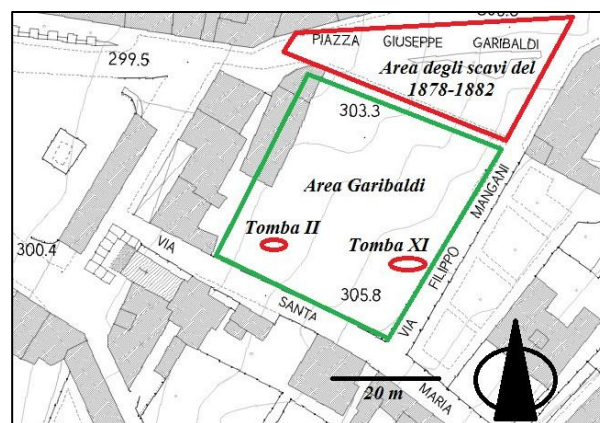 PIAZZA GIUSEPPE GARIBALDI
299.5
Area degli scavi del
1878-1882
303.3
Area Garibaldi
MANGANI
Tomba II
Tomba XI
300.4
VIA
FILIPPO
305.8
SANTA
VIA
MARIA
20 m